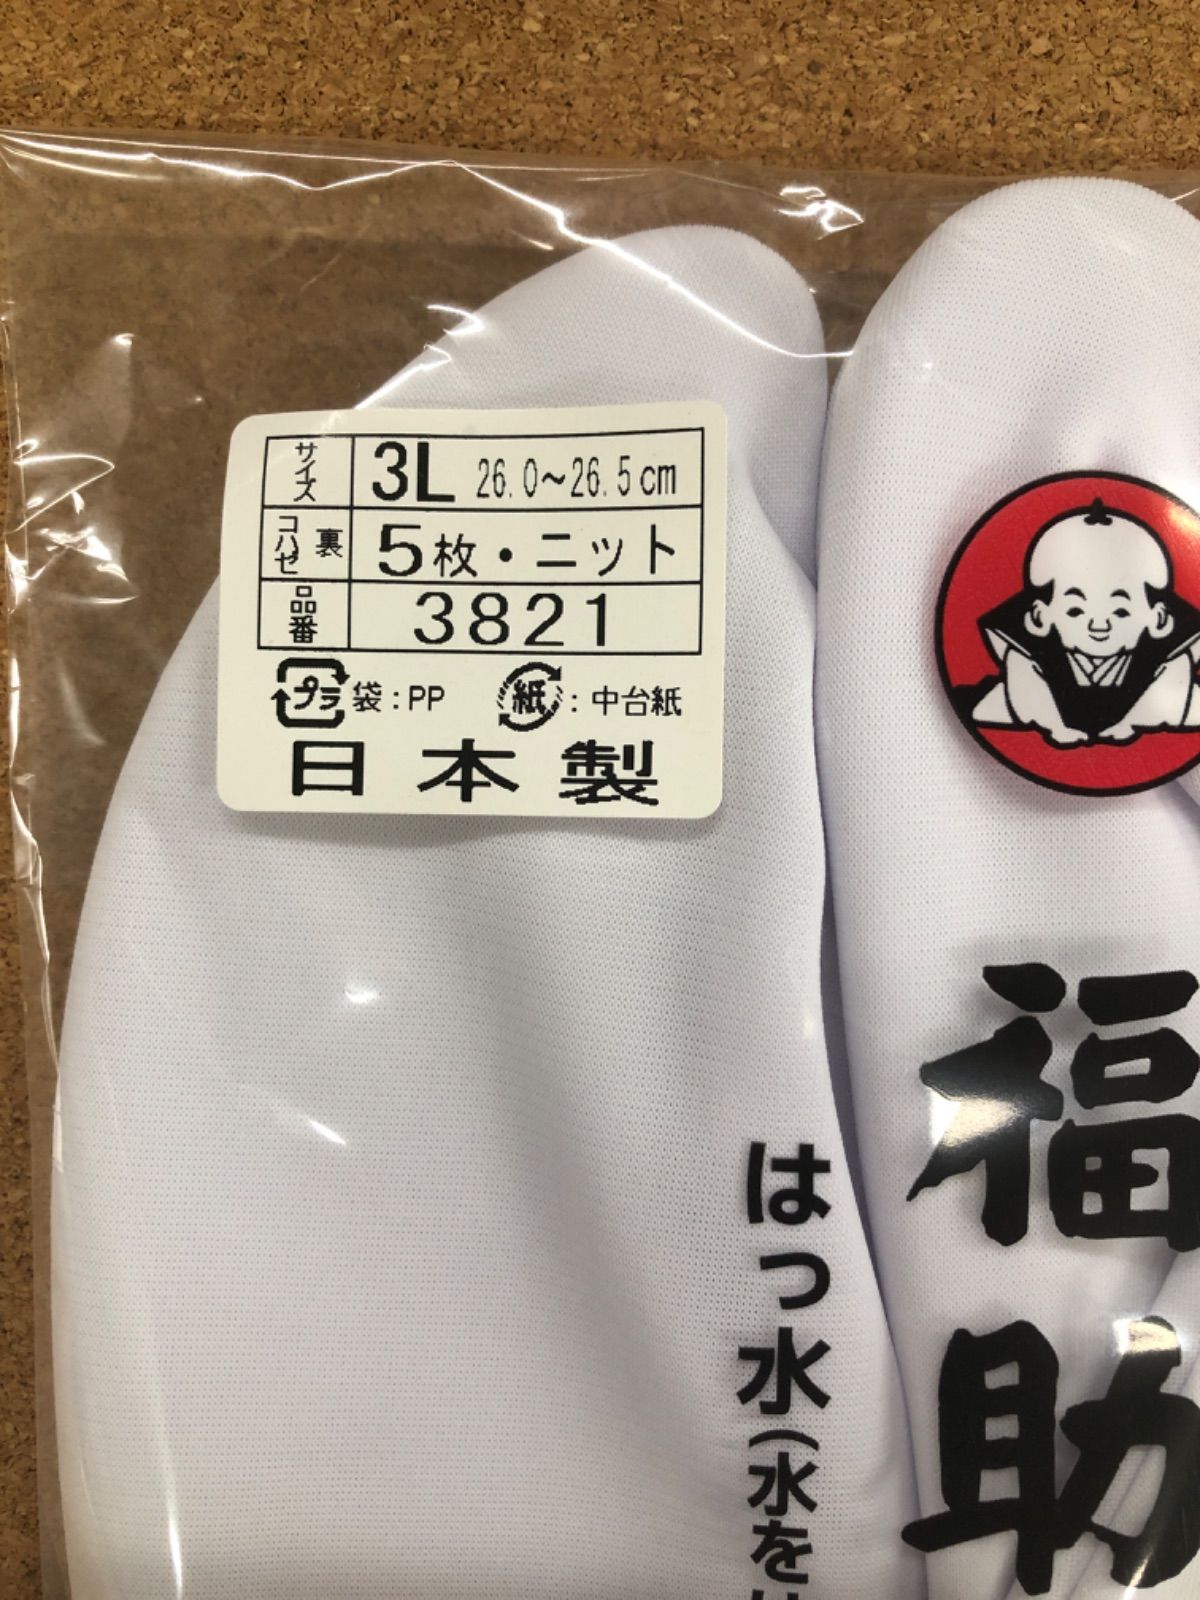 サイズ 3L 26.0～26.5cm
コハゼ 裏 5枚・ニット
品番 3821
プラ 袋:PP 紙:中台紙
日本製
福助
はっ水(水を